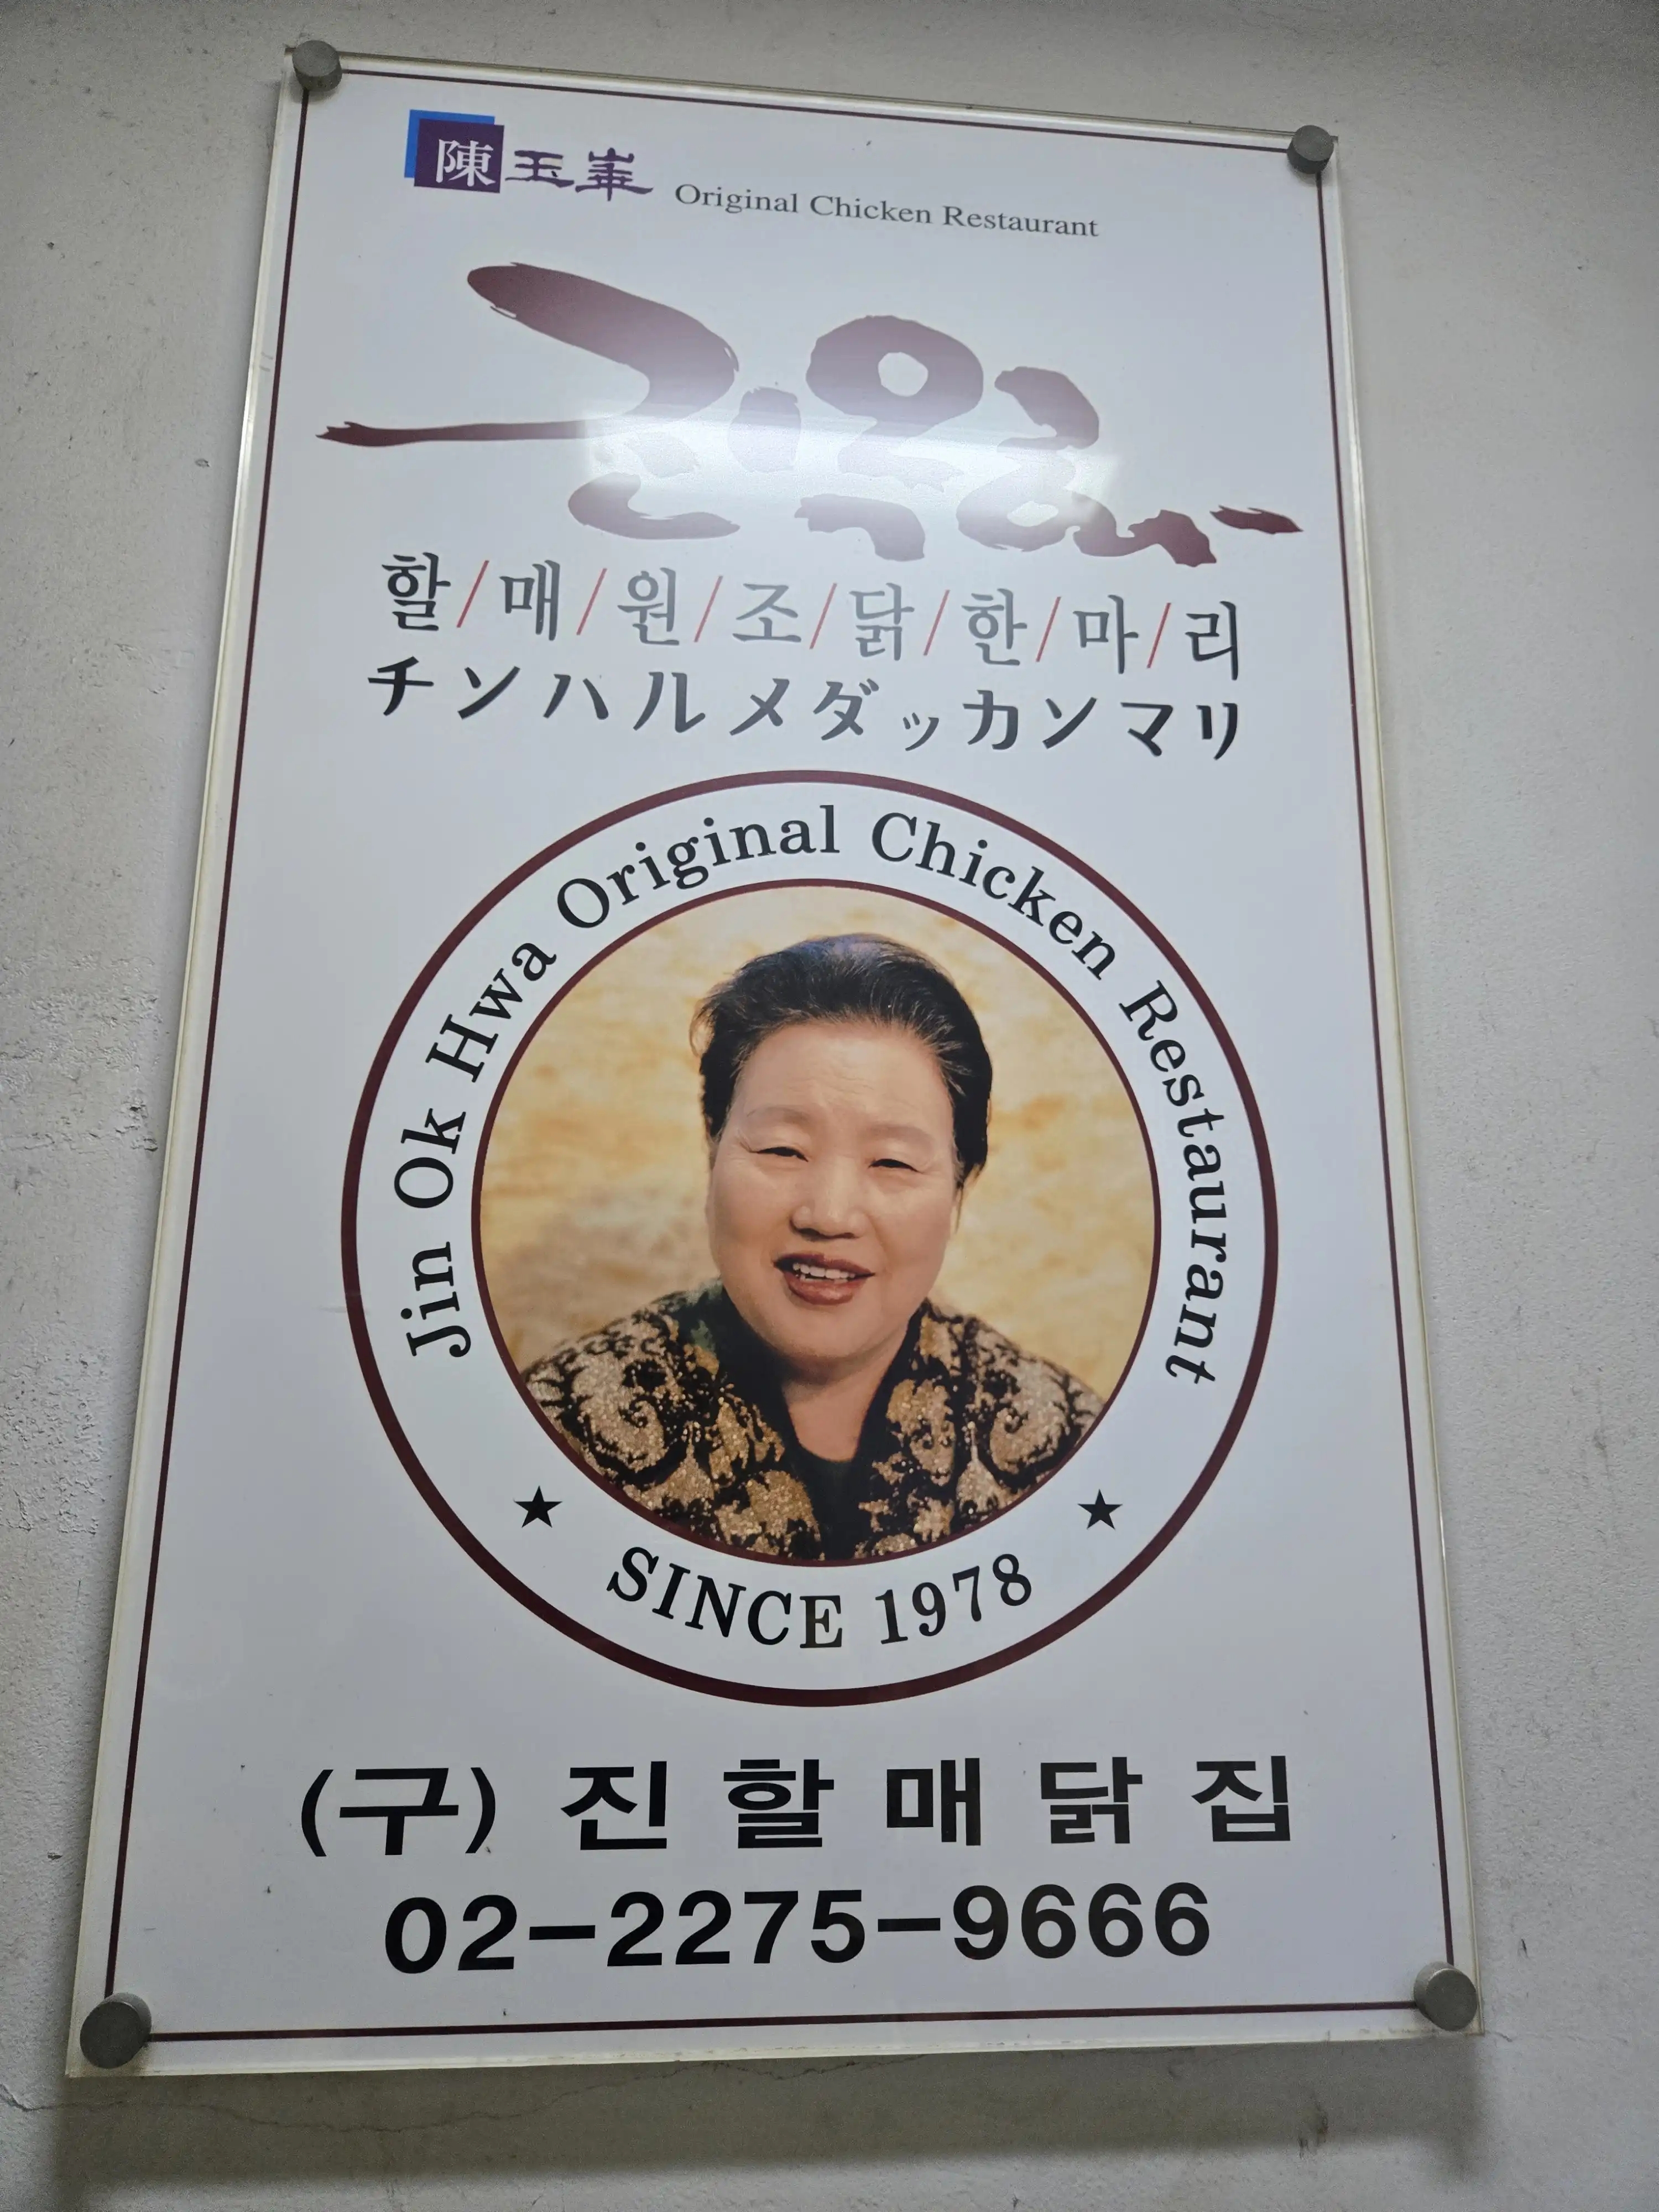 陳玉華 Original Chicken Restaurant
진옥화
할/매/원/조/닭/한/마/리
チンハルメダッカンマリ
Jin Ok Hwa Original Chicken Restaurant
★ SINCE 1978 ★
(구) 진할매닭집
02-2275-9666